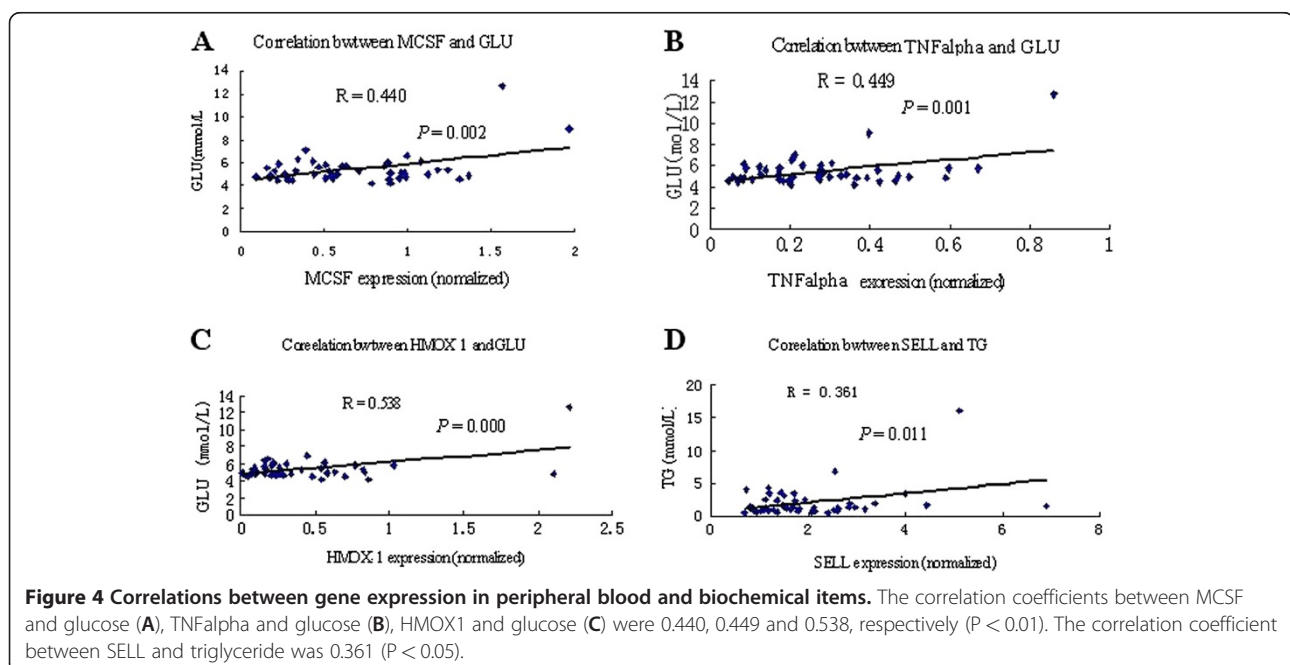 A
Correlation bwtween MCSF and GLU
R = 0.440
P = 0.002
GLU(mmol/L
14
12
10
8
6
4
2
0
0
0.5
1
1.5
2
MCSF expression (nomalized)
B
Correlation bwtween TNFalpha and GLU
R = 0.449
P = 0.001
GLU (mol/L)
14
12
10
8
6
4
2
0
0
0.2
0.4
0.6
0.8
1
TNFalpha exoression (normalized)
C
Coreelation bwtween HMOX 1 and GLU
R = 0.538
P = 0.000
GLU (mmol/L)
14
12
10
8
6
4
2
0
0
0.5
1
1.5
2
2.5
HMOX 1 expression (normalized)
D
Coreelation bwtween SELL and TG
R = 0.361
P = 0.011
TG (mmol/L)
20
15
10
5
0
0
2
4
6
8
SELL expression (normalized)
Figure 4 Correlations between gene expression in peripheral blood and biochemical items. The correlation coefficients between MCSF
and glucose (A), TNFalpha and glucose (B), HMOX1 and glucose (C) were 0.440, 0.449 and 0.538, respectively (P < 0.01). The correlation coefficient
between SELL and triglyceride was 0.361 (P < 0.05).